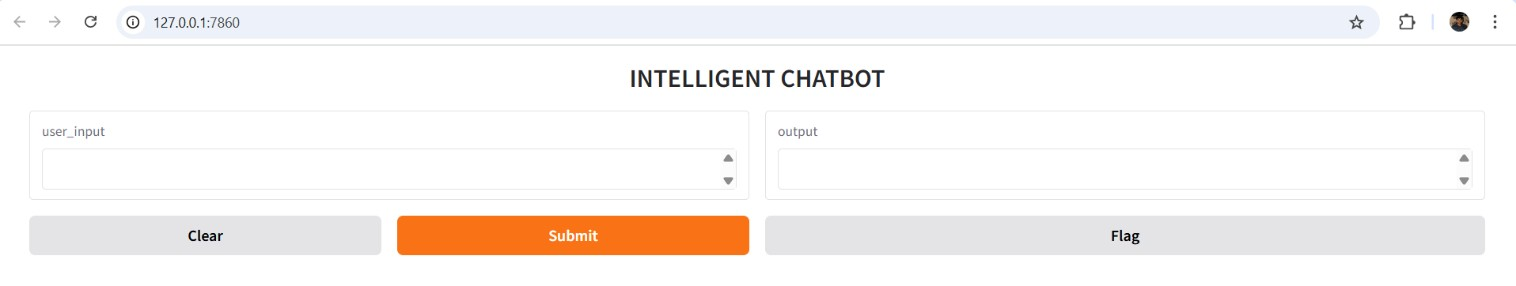 127.0.0.1:7860
INTELLIGENT CHATBOT
user_input
output
Clear
Submit
Flag